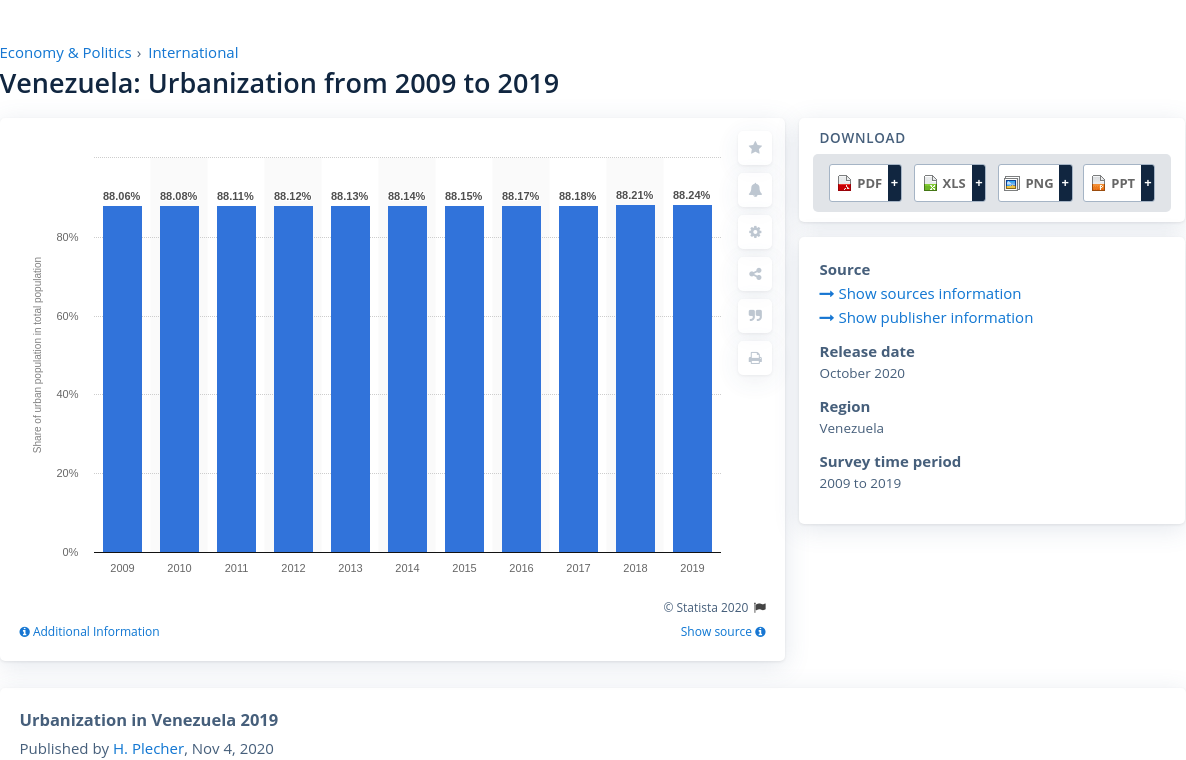 Economy & Politics › International
Venezuela: Urbanization from 2009 to 2019
Share of urban population in total population
88.06% 88.08% 88.11% 88.12% 88.13% 88.14% 88.15% 88.17% 88.18% 88.21% 88.24%
80%
60%
40%
20%
0%
2009 2010 2011 2012 2013 2014 2015 2016 2017 2018 2019
© Statista 2020
Additional Information
Show source
DOWNLOAD
PDF + XLS + PNG + PPT +
Source
Show sources information
Show publisher information
Release date
October 2020
Region
Venezuela
Survey time period
2009 to 2019
Urbanization in Venezuela 2019
Published by H. Plecher, Nov 4, 2020